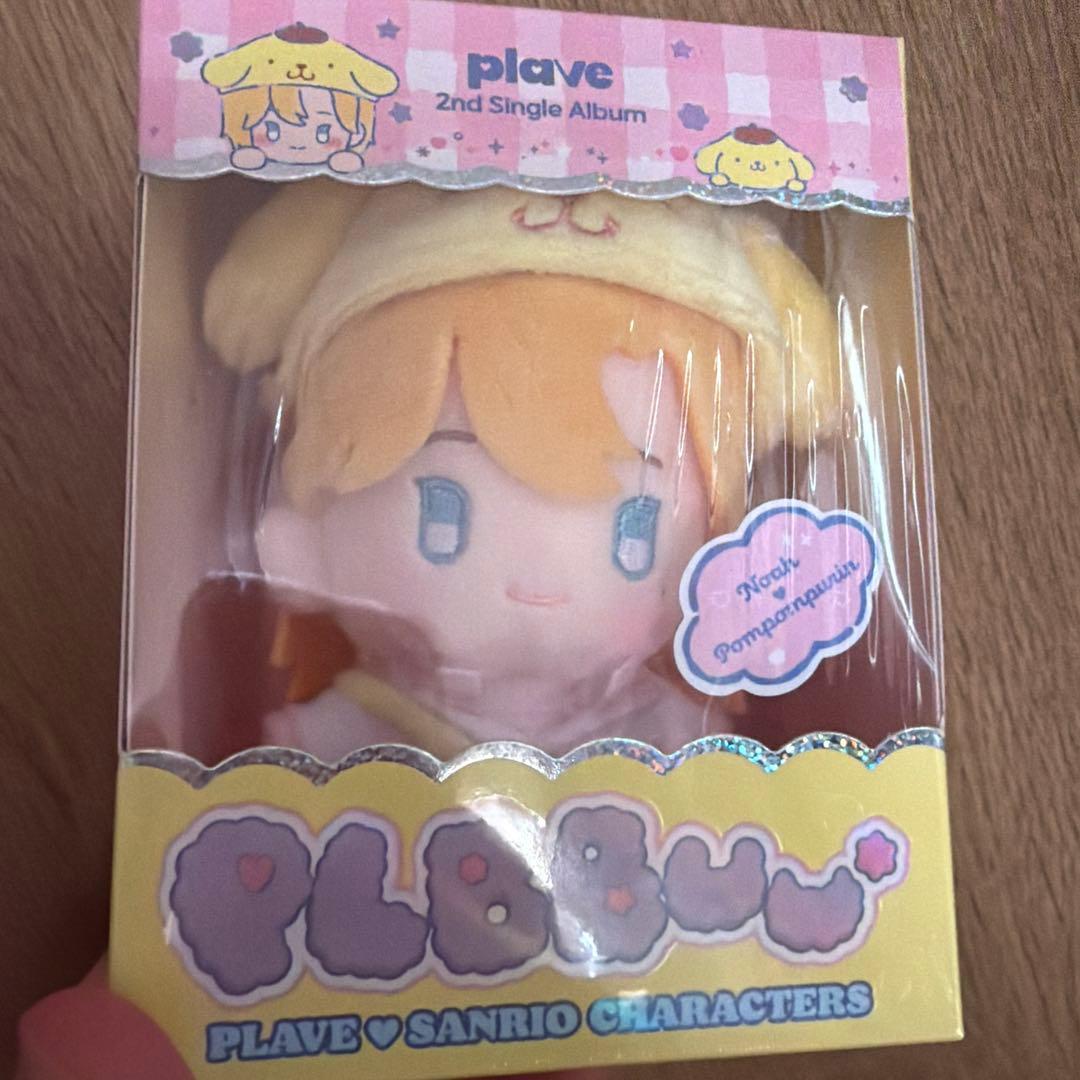 plave
2nd Single Album
Noah
Pompompurin
PLBBUU
PLAVE SANRIO CHARACTERS